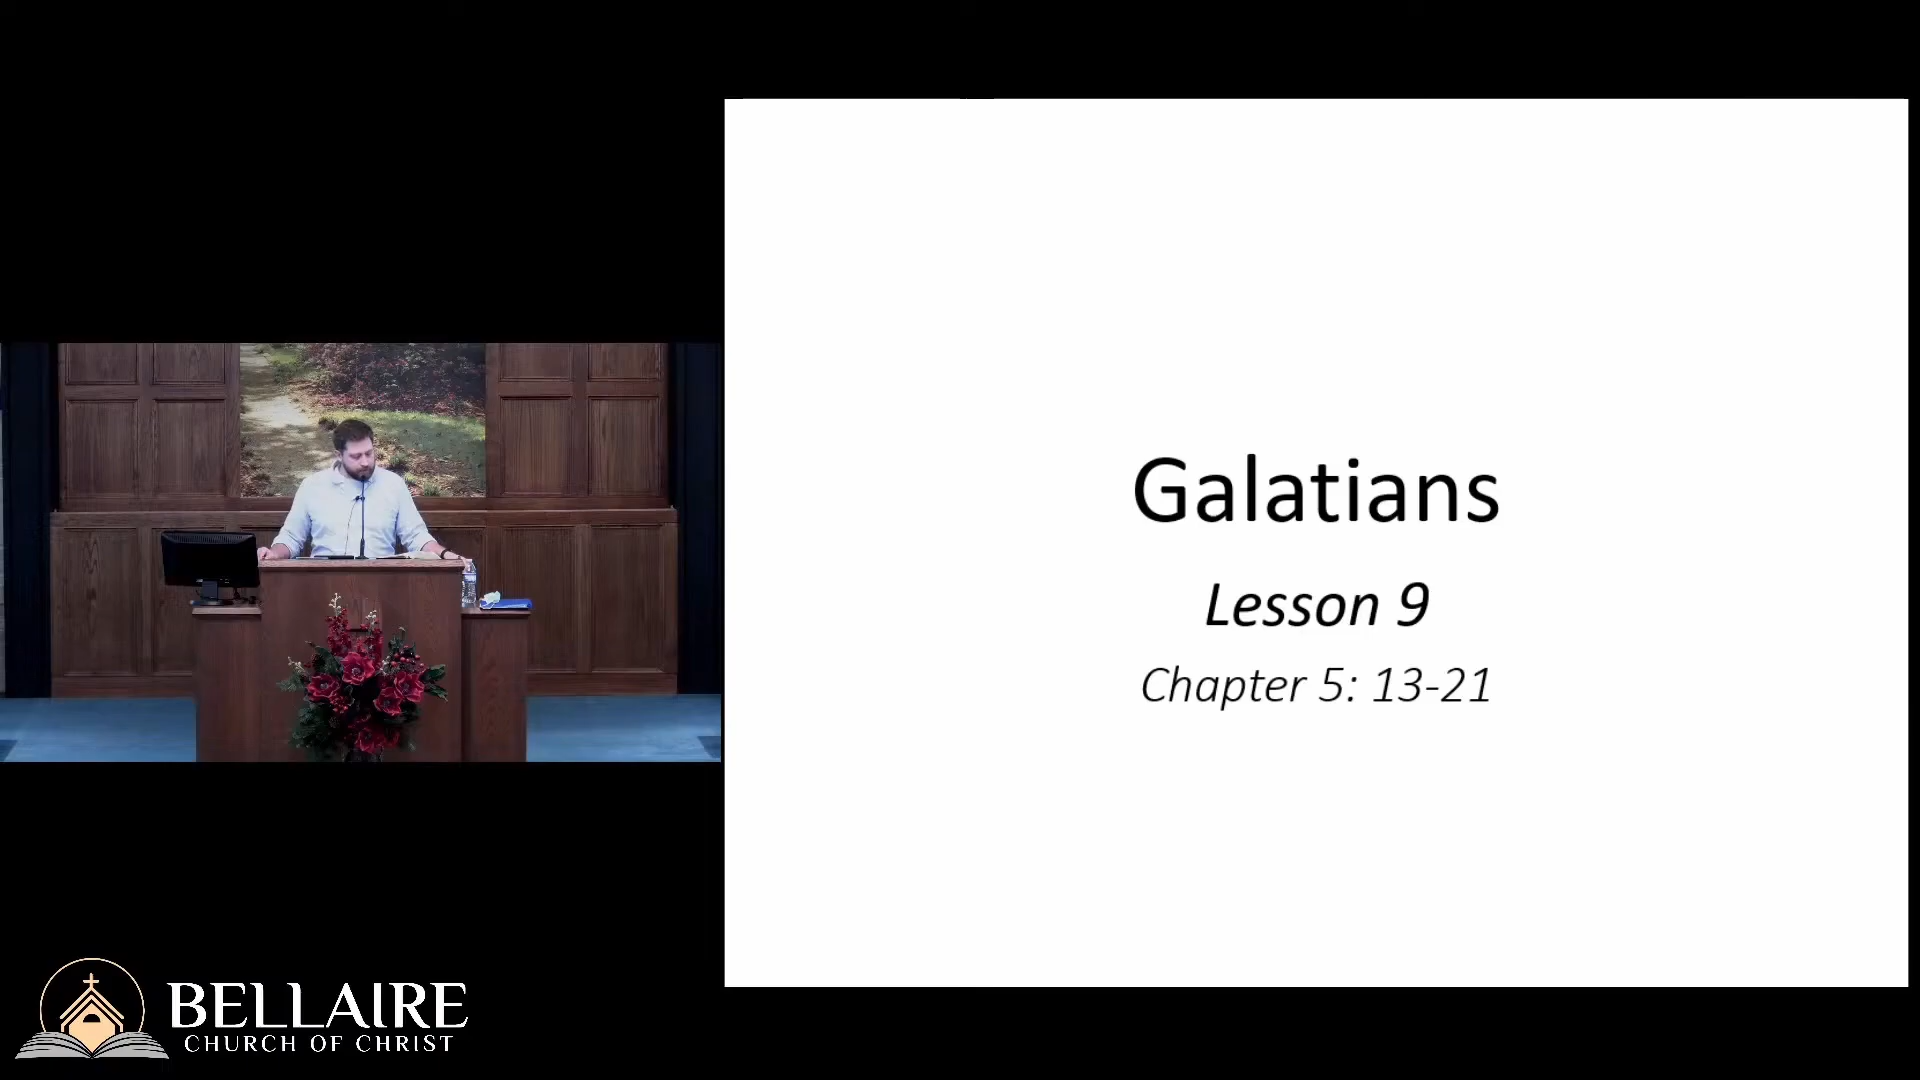 Galatians
Lesson 9
Chapter 5: 13-21
BELLAIRE
CHURCH OF CHRIST